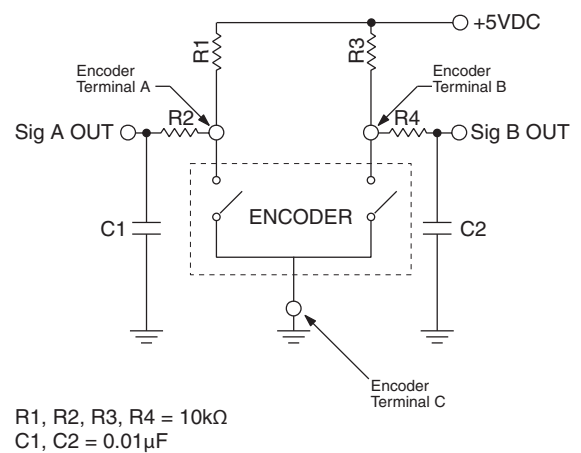 +5VDC
R1
R3
Encoder
Terminal A
Encoder
Terminal B
R2
R4
Sig A OUT
Sig B OUT
ENCODER
C1
C2
Encoder
Terminal C
R1, R2, R3, R4 = 10kΩ
C1, C2 = 0.01µF